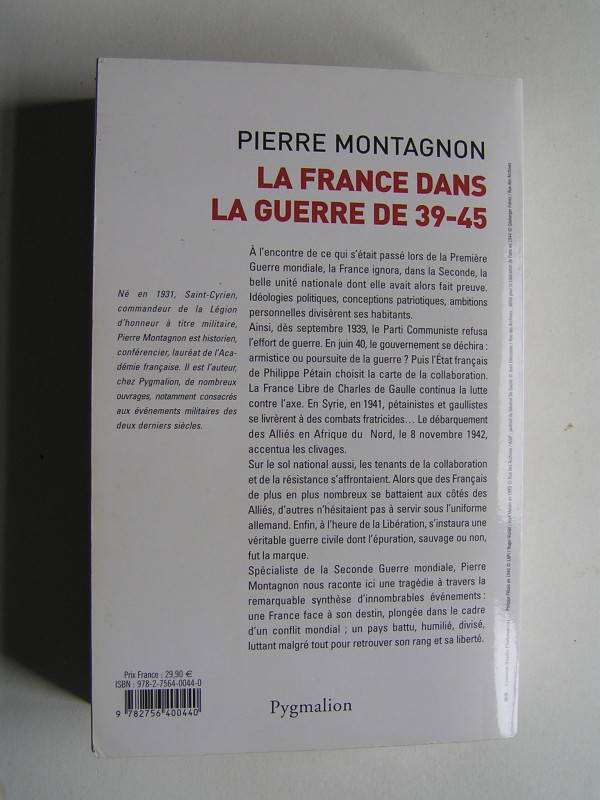 PIERRE MONTAGNON
LA FRANCE DANS
LA GUERRE DE 39-45
À l'encontre de ce qui s'était passé lors de la Première
Guerre mondiale, la France ignora, dans la Seconde, la
belle unité nationale dont elle avait alors fait preuve.
Idéologies politiques, conceptions patriotiques, ambitions
personnelles divisèrent ses habitants.
Ainsi, dès septembre 1939, le Parti Communiste refusa
l'effort de guerre. En juin 40, le gouvernement se déchira :
armistice ou poursuite de la guerre ? Puis l'État français
de Philippe Pétain choisit la carte de la collaboration.
La France Libre de Charles de Gaulle continua la lutte
contre l'axe. En Syrie, en 1941, pétainistes et gaullistes
se livrèrent à des combats fratricides... Le débarquement
des Alliés en Afrique du Nord, le 8 novembre 1942,
accentua les clivages.
Sur le sol national aussi, les tenants de la collaboration
et de la résistance s'affrontaient. Alors que des Français
de plus en plus nombreux se battaient aux côtés des
Alliés, d'autres n'hésitaient pas à servir sous l'uniforme
allemand. Enfin, à l'heure de la Libération, s'instaura une
véritable guerre civile dont l'épuration, sauvage ou non,
fut la marque.
Spécialiste de la Seconde Guerre mondiale, Pierre
Montagnon nous raconte ici une tragédie à travers la
remarquable synthèse d'innombrables événements :
une France face à son destin, plongée dans le cadre
d'un conflit mondial ; un pays battu, humilié, divisé,
luttant malgré tout pour retrouver son rang et sa liberté.
Né en 1931, Saint-Cyrien,
commandeur de la Légion
d'honneur à titre militaire,
Pierre Montagnon est historien,
conférencier, lauréat de l'Aca-
démie française. Il est l'auteur,
chez Pygmalion, de nombreux
ouvrages, notamment consacrés
aux événements militaires des
deux derniers siècles.
Prix France : 29,90 €
ISBN : 978-2-7564-0044-0
9 782756 400440
Pygmalion